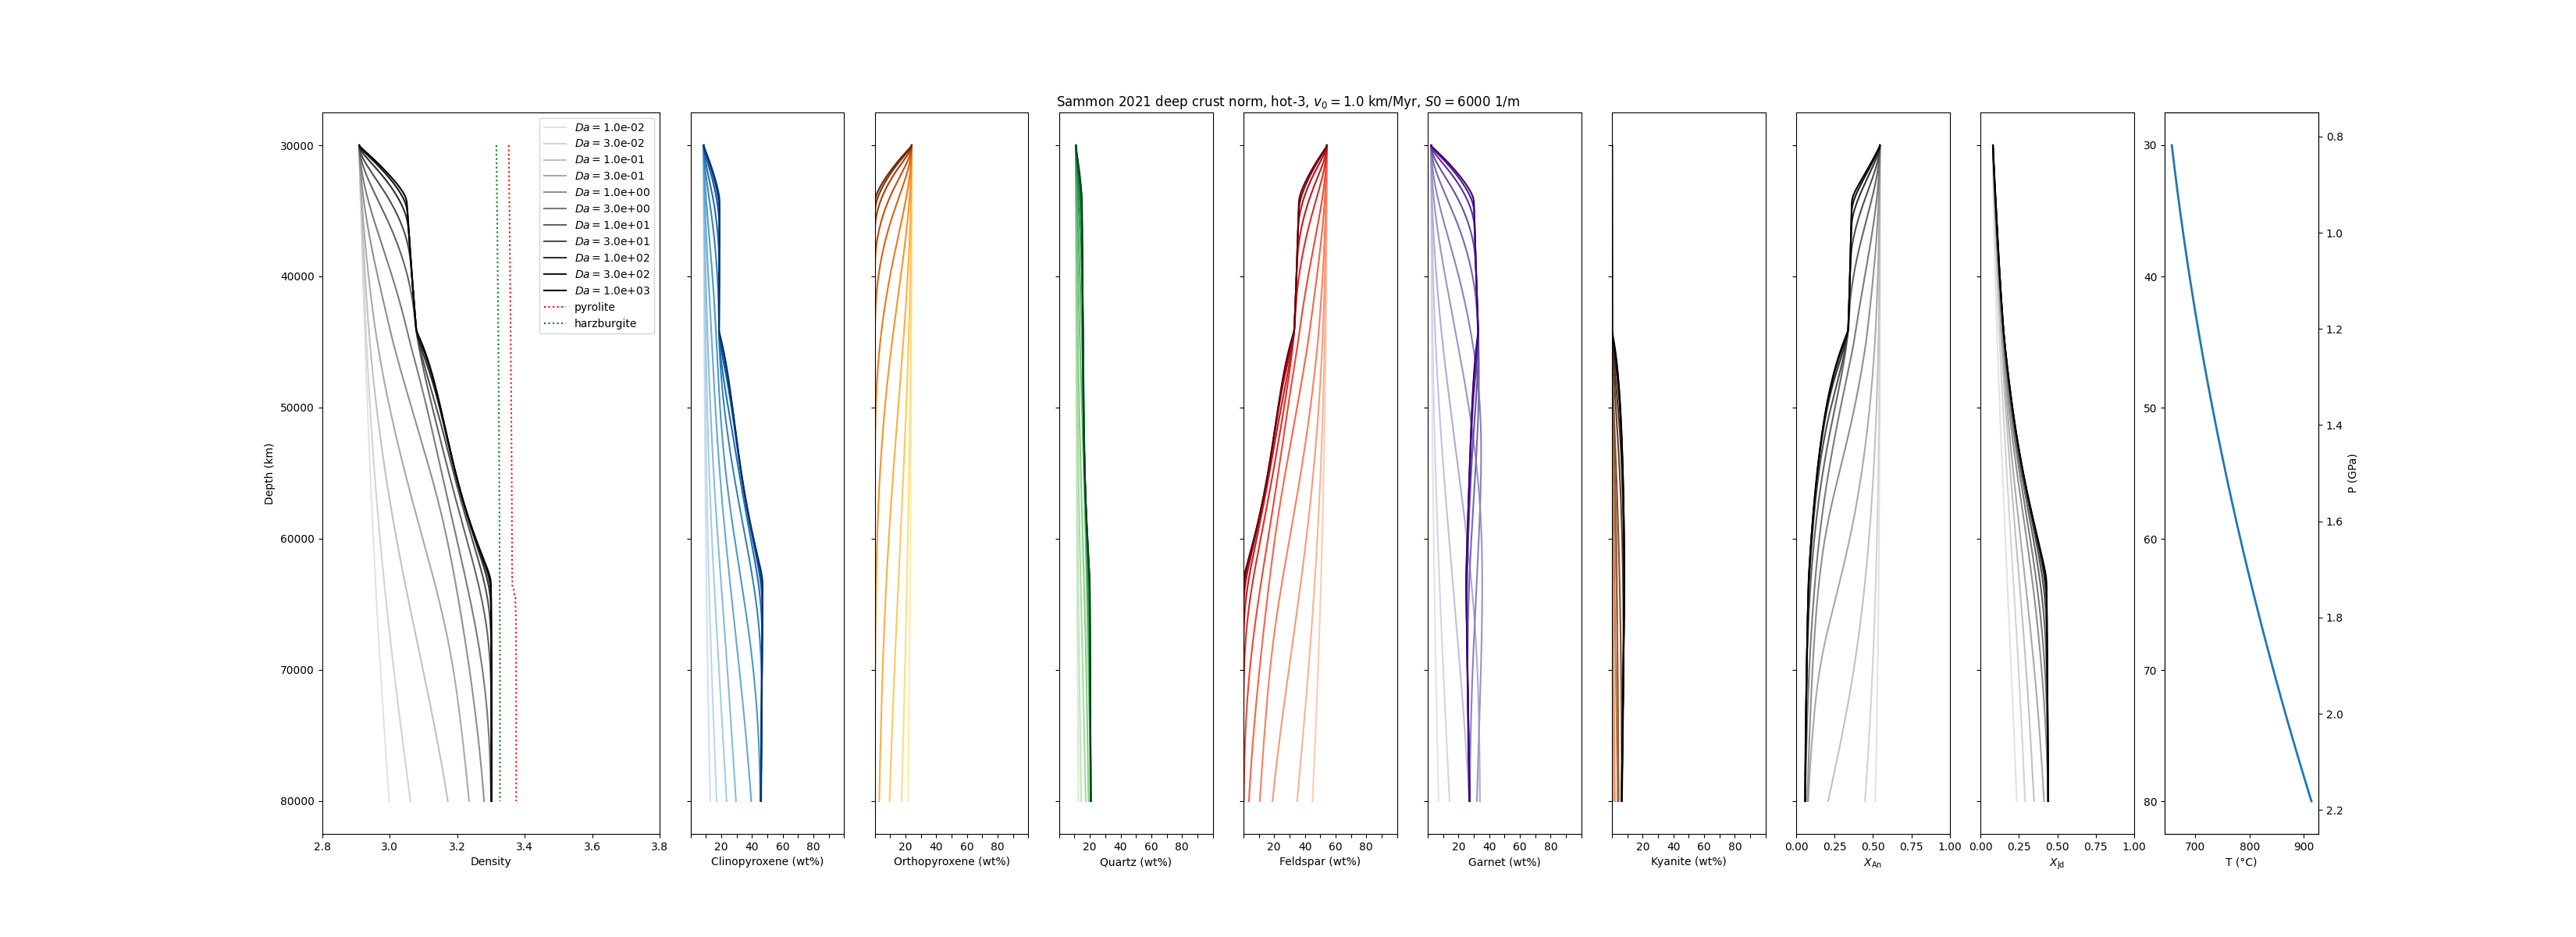 Sammon 2021 deep crust norm, hot-3, v₀ = 1.0 km/Myr, S0 = 6000 1/m
Da = 1.0e-02
Da = 3.0e-02
Da = 1.0e-01
Da = 3.0e-01
Da = 1.0e+00
Da = 3.0e+00
Da = 1.0e+01
Da = 3.0e+01
Da = 1.0e+02
Da = 3.0e+02
Da = 1.0e+03
pyrolite
harzburgite
Depth (km)
30000
40000
50000
60000
70000
80000
2.8 3.0 3.2 3.4 3.6 3.8
Density
20 40 60 80
Clinopyroxene (wt%)
20 40 60 80
Orthopyroxene (wt%)
20 40 60 80
Quartz (wt%)
20 40 60 80
Feldspar (wt%)
20 40 60 80
Garnet (wt%)
20 40 60 80
Kyanite (wt%)
0.00 0.25 0.50 0.75 1.00
X_An
0.00 0.25 0.50 0.75 1.00
X_Jd
30
40
50
60
70
80
700 800 900
T (°C)
0.8
1.0
1.2
1.4
1.6
1.8
2.0
2.2
P (GPa)